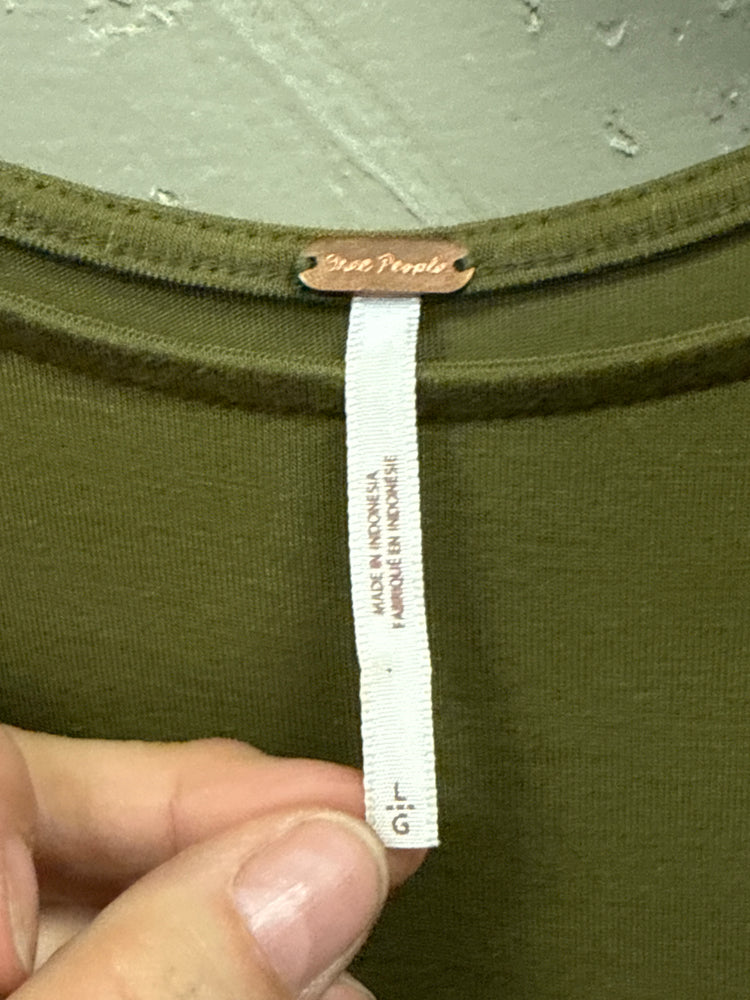 Free People
MADE IN INDONESIA
FABRIQUÉ EN INDONÉSIE
L
G